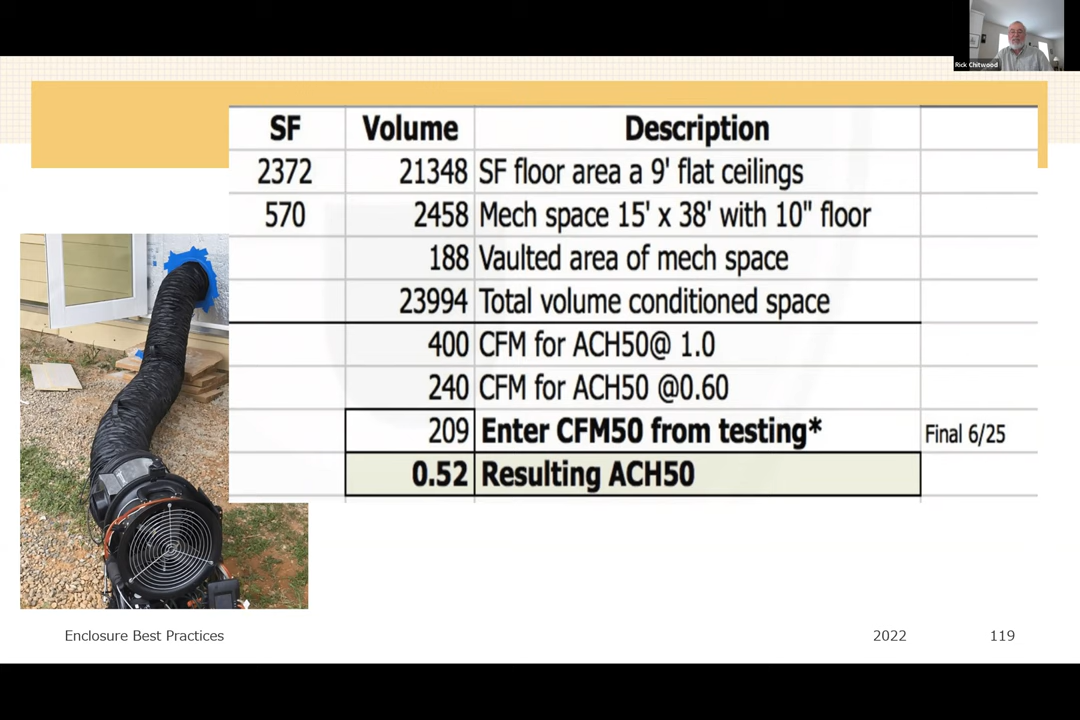 Rick Chitwood
SF Volume Description
2372 21348 SF floor area a 9' flat ceilings
570 2458 Mech space 15' x 38' with 10" floor
188 Vaulted area of mech space
23994 Total volume conditioned space
400 CFM for ACH50@ 1.0
240 CFM for ACH50 @0.60
209 Enter CFM50 from testing* Final 6/25
0.52 Resulting ACH50
Enclosure Best Practices 2022 119